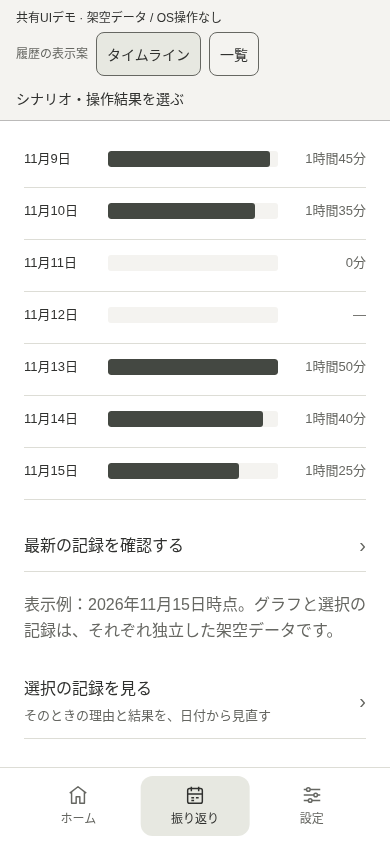 共有UIデモ · 架空データ / OS操作なし
履歴の表示案 タイムライン 一覧
シナリオ・操作結果を選ぶ
11月9日 1時間45分
11月10日 1時間35分
11月11日 0分
11月12日 —
11月13日 1時間50分
11月14日 1時間40分
11月15日 1時間25分
最新の記録を確認する ›
表示例：2026年11月15日時点。グラフと選択の
記録は、それぞれ独立した架空データです。
選択の記録を見る ›
そのときの理由と結果を、日付から見直す
ホーム 振り返り 設定